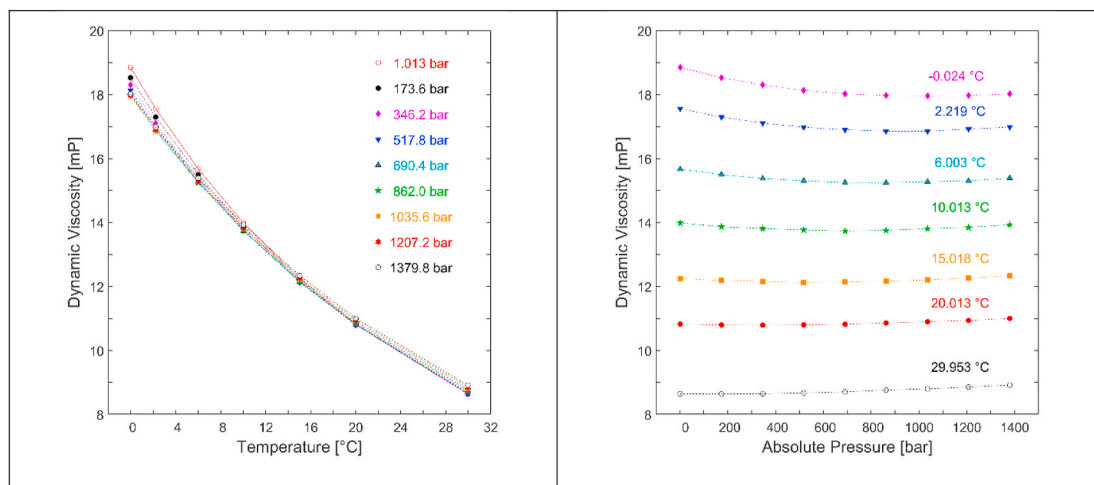 20
18
16
14
12
10
8
Dynamic Viscosity [mP]
1.013 bar
173.6 bar
346.2 bar
517.8 bar
690.4 bar
862.0 bar
1035.6 bar
1207.2 bar
1379.8 bar
0 4 8 12 16 20 24 28 32
Temperature [°C]
20
18
16
14
12
10
8
Dynamic Viscosity [mP]
-0.024 °C
2.219 °C
6.003 °C
10.013 °C
15.018 °C
20.013 °C
29.953 °C
0 200 400 600 800 1000 1200 1400
Absolute Pressure [bar]